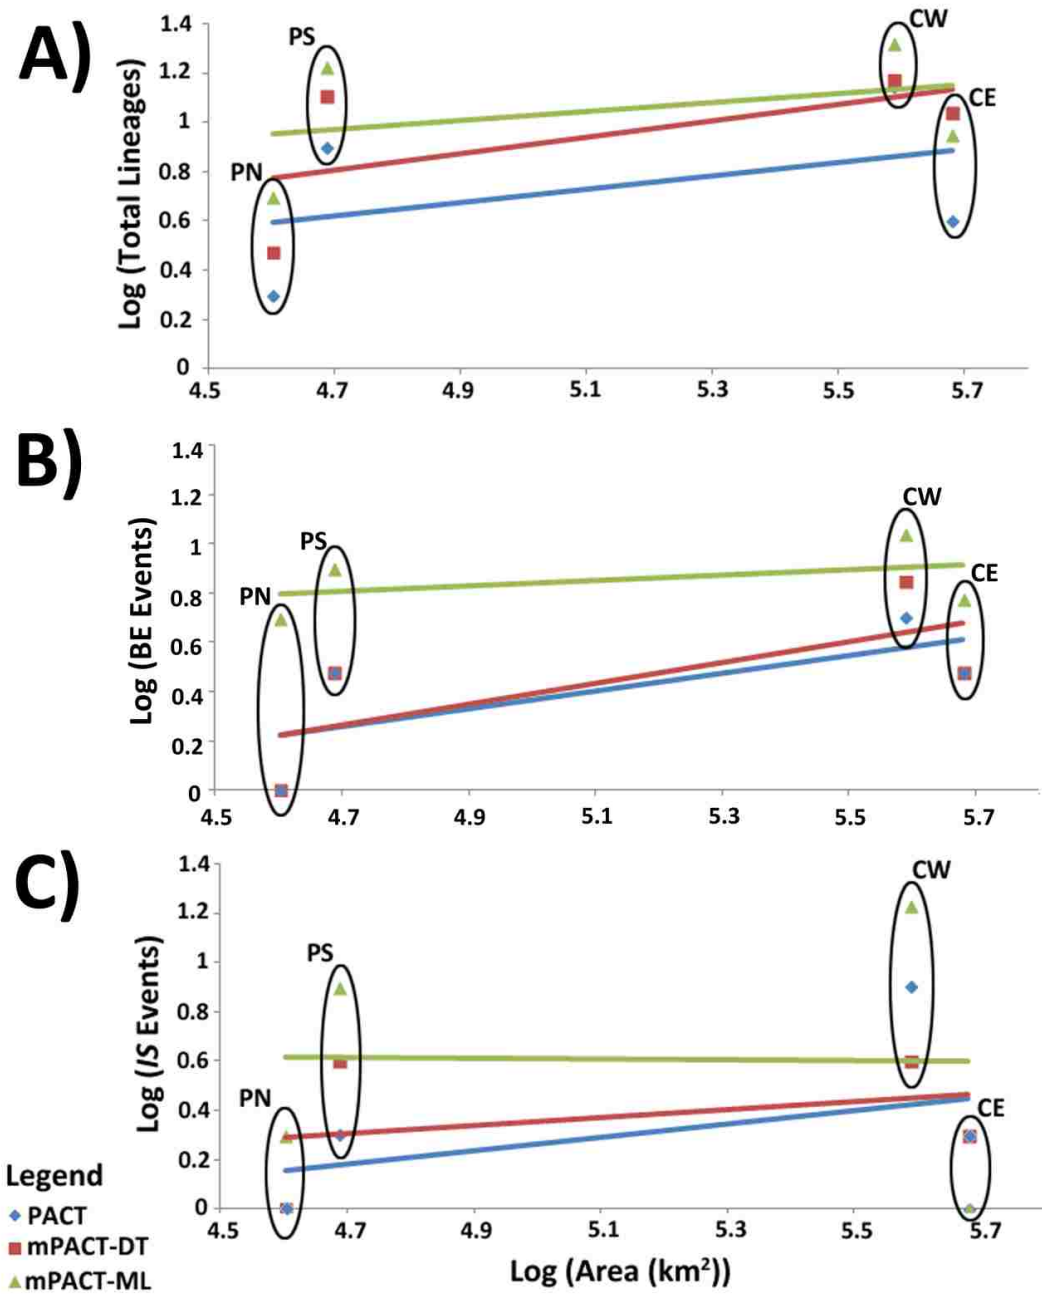 A)
1.4
1.2
1
0.8
0.6
0.4
0.2
0
Log (Total Lineages)
PS
PN
CW
CE
4.5 4.7 4.9 5.1 5.3 5.5 5.7
B)
1.4
1.2
1
0.8
0.6
0.4
0.2
0
Log (BE Events)
PS
PN
CW
CE
4.5 4.7 4.9 5.1 5.3 5.5 5.7
C)
1.4
1.2
1
0.8
0.6
0.4
0.2
0
Log (IS Events)
PS
PN
CW
CE
4.5 4.7 4.9 5.1 5.3 5.5 5.7
Log (Area (km²))
Legend
PACT
mPACT-DT
mPACT-ML